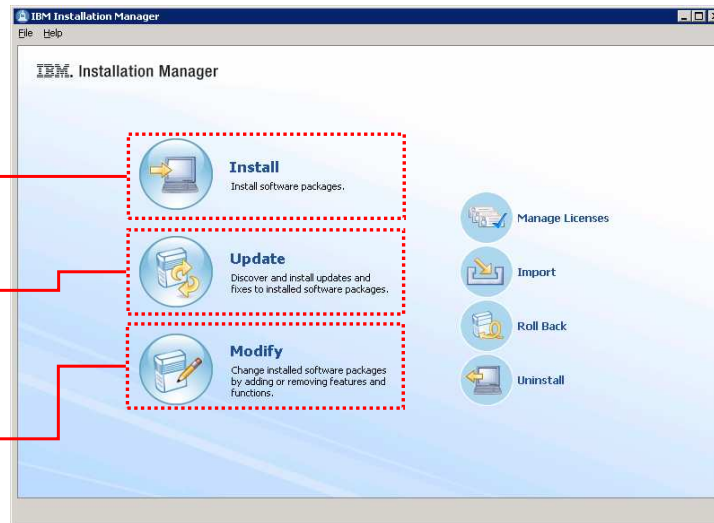 IBM Installation Manager
File Help
IBM. Installation Manager
Install
Install software packages.
Update
Discover and install updates and
fixes to installed software packages.
Modify
Change installed software packages
by adding or removing features and
functions.
Manage Licenses
Import
Roll Back
Uninstall